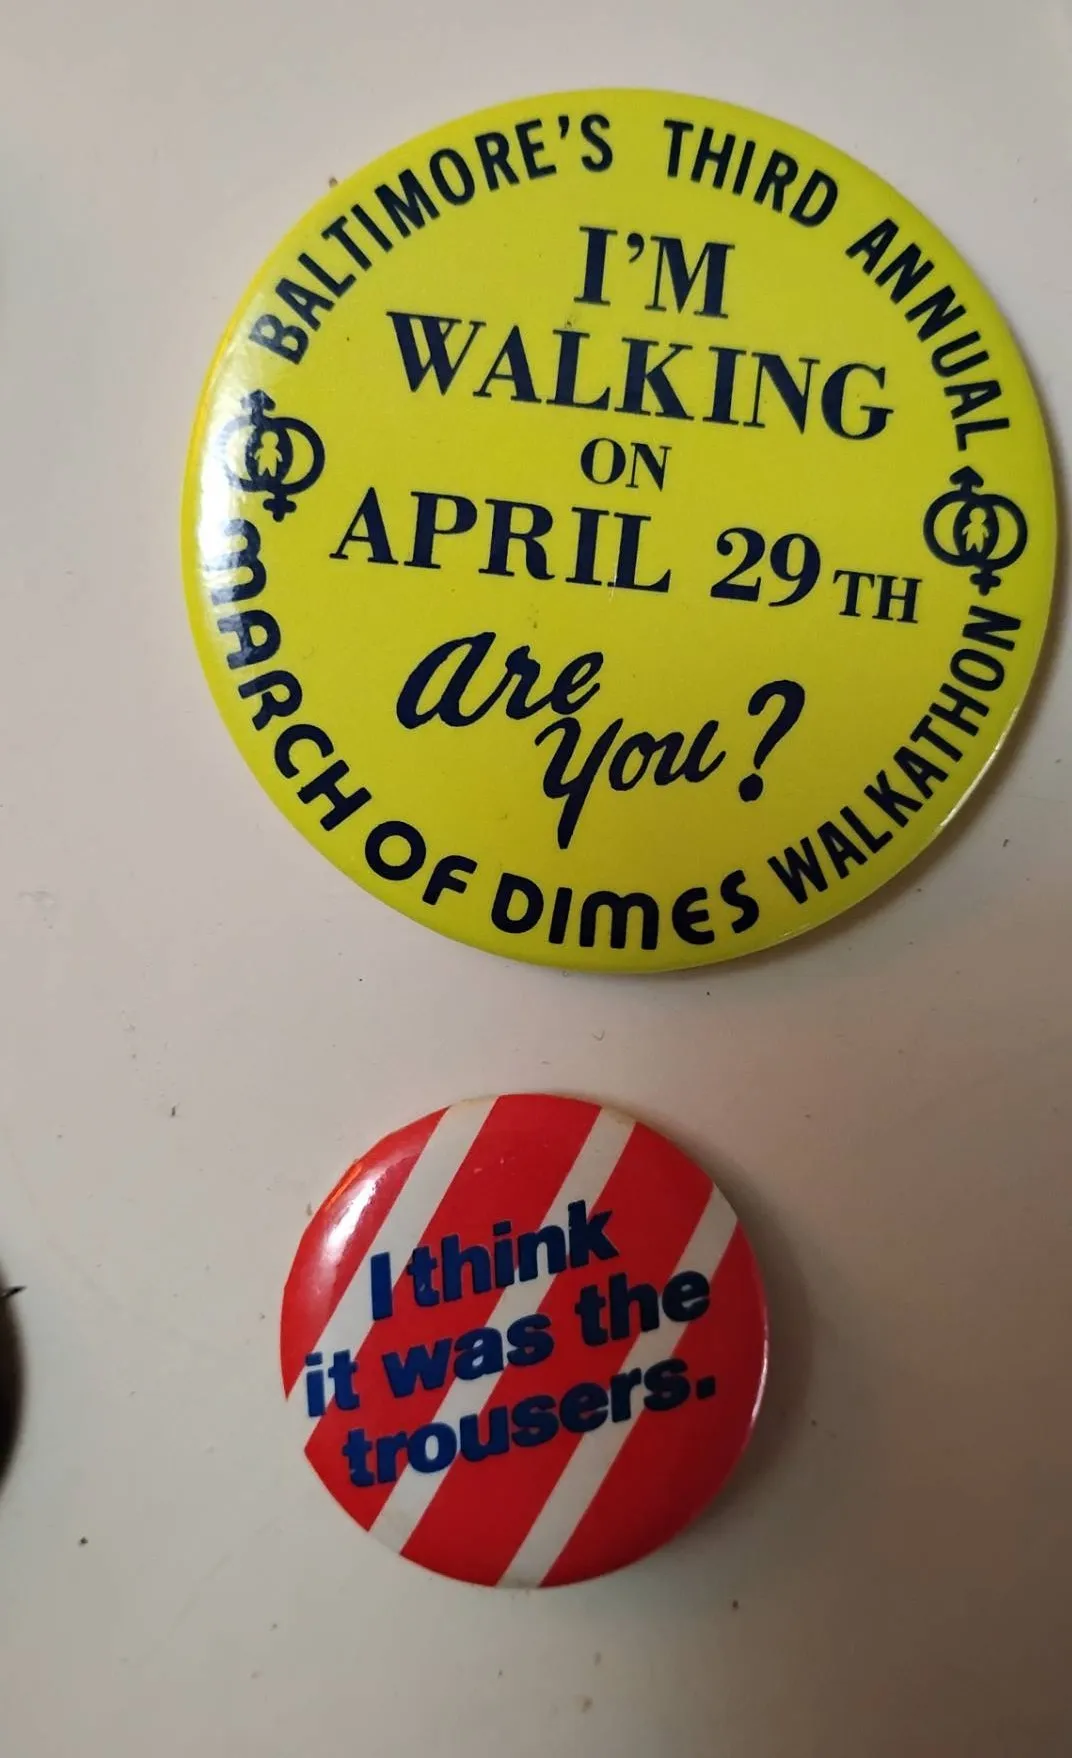 BALTIMORE'S THIRD ANNUAL
I'M
WALKING
ON
APRIL 29TH
are
you?
MARCH OF DIMES WALKATHON
I think
it was the
trousers.